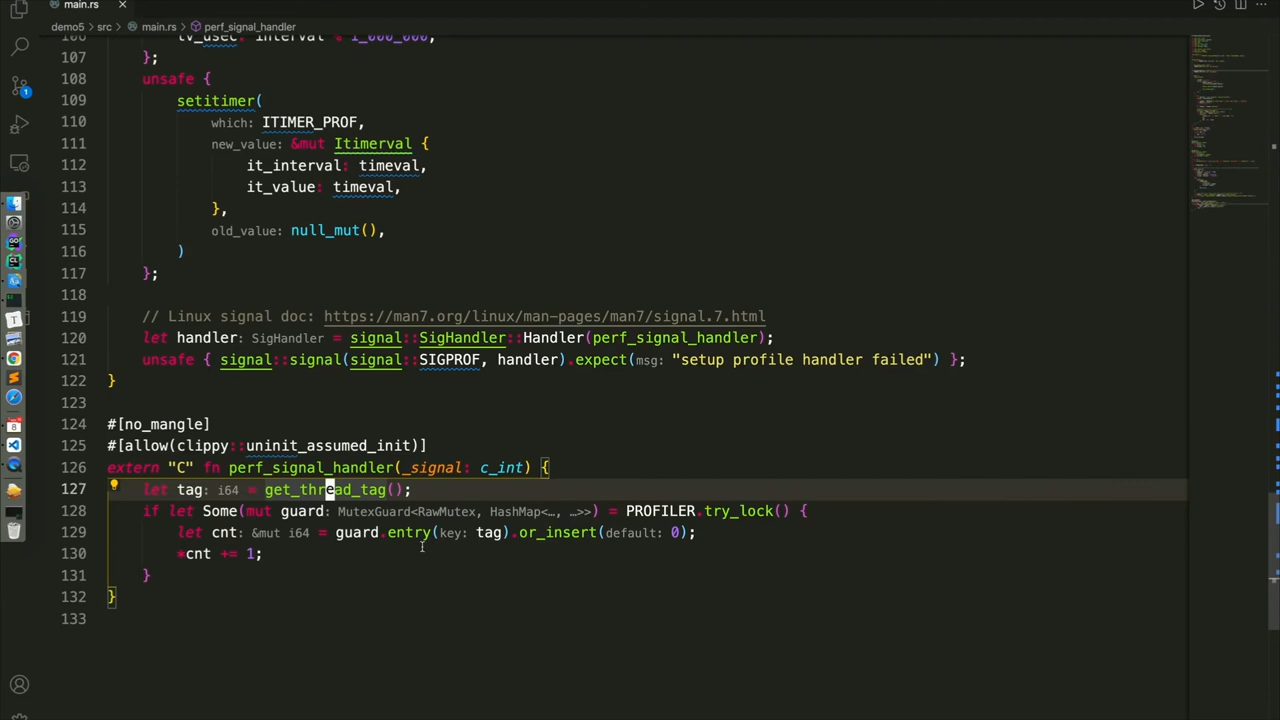 main.rs
demo5 › src › main.rs › perf_signal_handler
106 tv_usec: interval % 1_000_000,
107 };
108 unsafe {
109 setitimer(
110 which: ITIMER_PROF,
111 new_value: &mut Itimerval {
112 it_interval: timeval,
113 it_value: timeval,
114 },
115 old_value: null_mut(),
116 )
117 };
118
119 // Linux signal doc: https://man7.org/linux/man-pages/man7/signal.7.html
120 let handler: SigHandler = signal::SigHandler::Handler(perf_signal_handler);
121 unsafe { signal::signal(signal::SIGPROF, handler).expect(msg: "setup profile handler failed") };
122 }
123
124 #[no_mangle]
125 #[allow(clippy::uninit_assumed_init)]
126 extern "C" fn perf_signal_handler(_signal: c_int) {
127 let tag: i64 = get_thread_tag();
128 if let Some(mut guard: MutexGuard<RawMutex, HashMap<…, …>>) = PROFILER.try_lock() {
129 let cnt: &mut i64 = guard.entry(key: tag).or_insert(default: 0);
130 *cnt += 1;
131 }
132 }
133